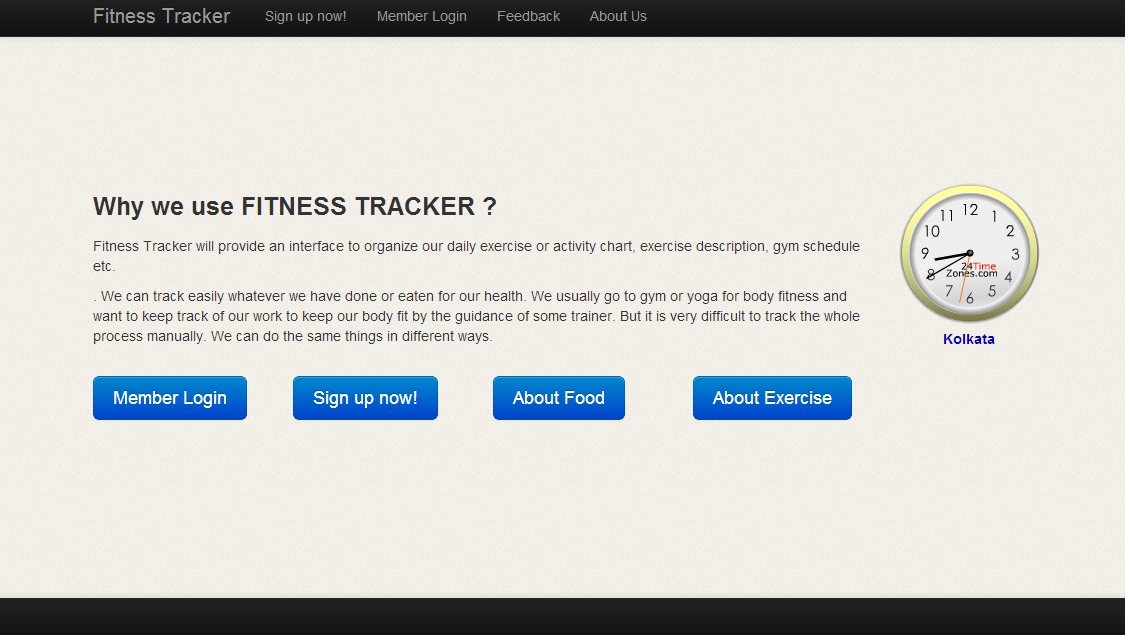 Fitness Tracker Sign up now! Member Login Feedback About Us
Why we use FITNESS TRACKER ?
Fitness Tracker will provide an interface to organize our daily exercise or activity chart, exercise description, gym schedule
etc.
. We can track easily whatever we have done or eaten for our health. We usually go to gym or yoga for body fitness and
want to keep track of our work to keep our body fit by the guidance of some trainer. But it is very difficult to track the whole
process manually. We can do the same things in different ways.
Member Login Sign up now! About Food About Exercise
12
11 1
10 2
9 3
8 4
7 5
6
24Time
Zones.com
Kolkata